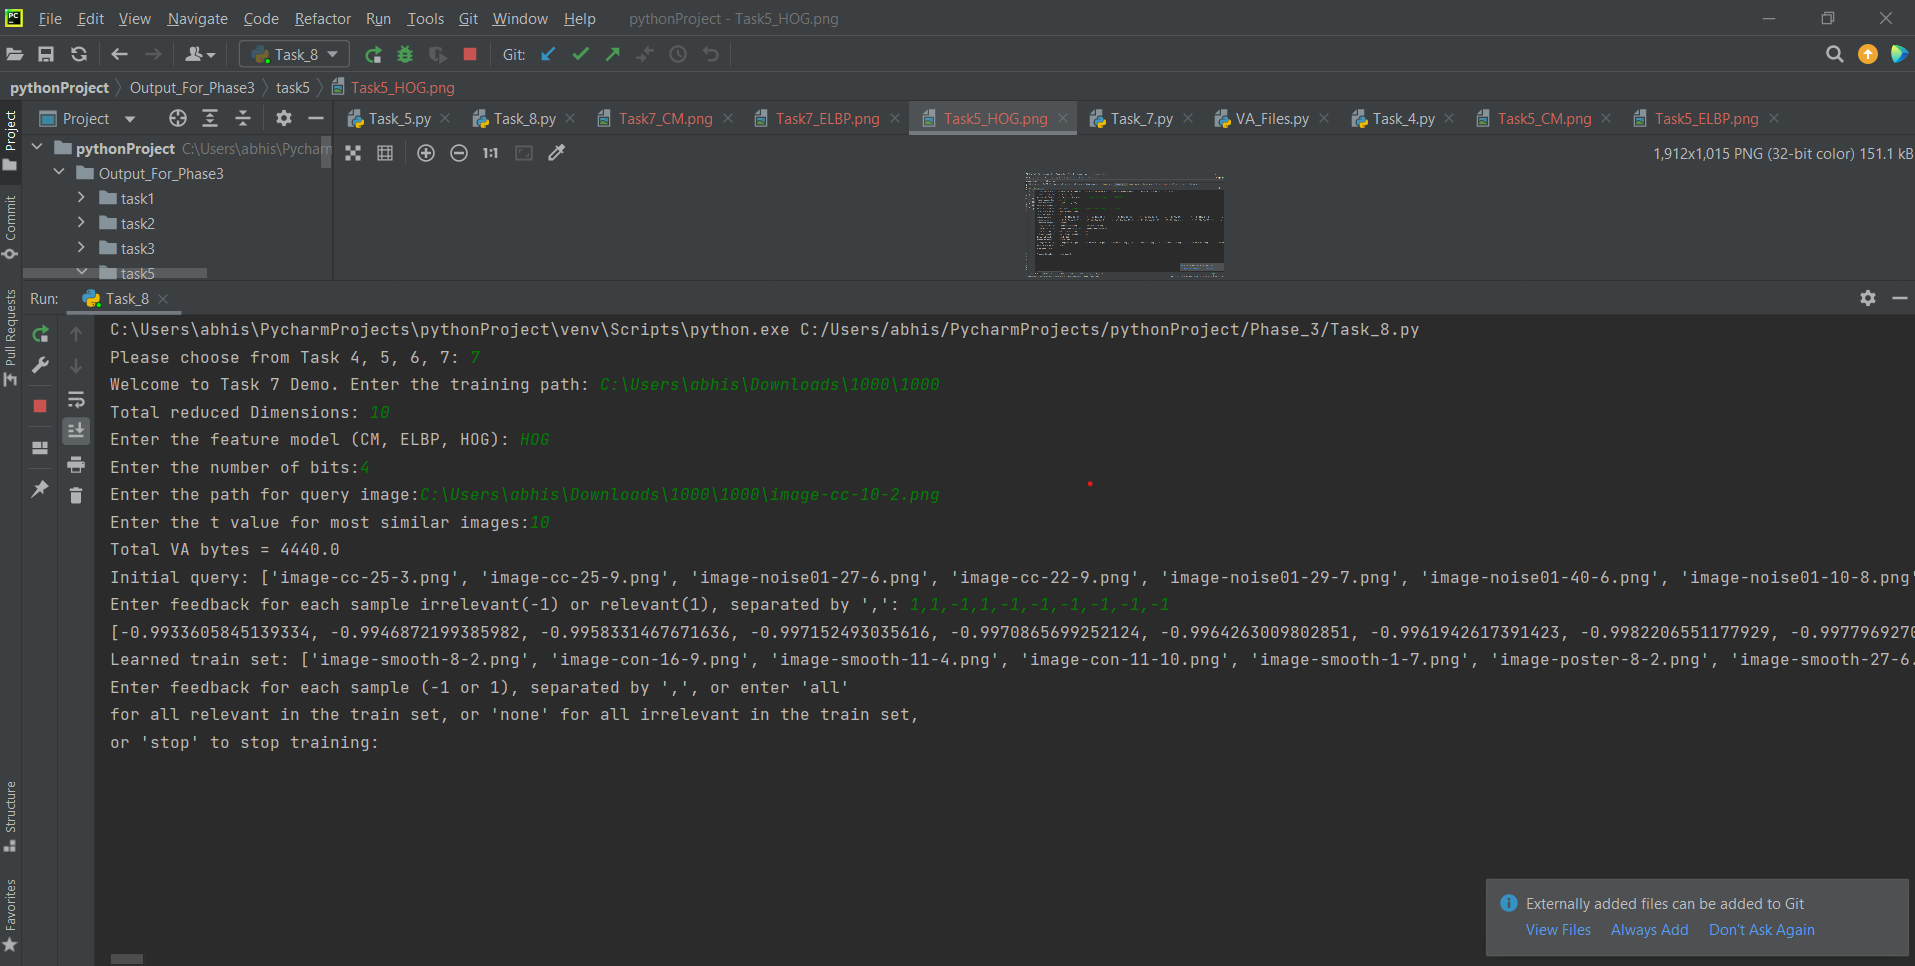 PC File Edit View Navigate Code Refactor Run Tools Git Window Help pythonProject - Task5_HOG.png
Task_8 Git:
pythonProject Output_For_Phase3 task5 Task5_HOG.png
Project Task_5.py Task_8.py Task7_CM.png Task7_ELBP.png Task5_HOG.png Task_7.py VA_Files.py Task_4.py Task5_CM.png Task5_ELBP.png
pythonProject C:\Users\abhis\Pycharm
1:1 1,912x1,015 PNG (32-bit color) 151.1 kB
Output_For_Phase3
task1
task2
task3
task5
Project
Commit
Pull Requests
Structure
Favorites
Run: Task_8
C:\Users\abhis\PycharmProjects\pythonProject\venv\Scripts\python.exe C:/Users/abhis/PycharmProjects/pythonProject/Phase_3/Task_8.py
Please choose from Task 4, 5, 6, 7: 7
Welcome to Task 7 Demo. Enter the training path: C:\Users\abhis\Downloads\1000\1000
Total reduced Dimensions: 10
Enter the feature model (CM, ELBP, HOG): HOG
Enter the number of bits:4
Enter the path for query image:C:\Users\abhis\Downloads\1000\1000\image-cc-10-2.png
Enter the t value for most similar images:10
Total VA bytes = 4440.0
Initial query: ['image-cc-25-3.png', 'image-cc-25-9.png', 'image-noise01-27-6.png', 'image-cc-22-9.png', 'image-noise01-29-7.png', 'image-noise01-40-6.png', 'image-noise01-10-8.png'
Enter feedback for each sample irrelevant(-1) or relevant(1), separated by ',': 1,1,-1,1,-1,-1,-1,-1,-1,-1
[-0.9933605845139334, -0.9946872199385982, -0.9958331467671636, -0.997152493035616, -0.9970865699252124, -0.9964263009802851, -0.9961942617391423, -0.9982206551177929, -0.9977969270
Learned train set: ['image-smooth-8-2.png', 'image-con-16-9.png', 'image-smooth-11-4.png', 'image-con-11-10.png', 'image-smooth-1-7.png', 'image-poster-8-2.png', 'image-smooth-27-6.
Enter feedback for each sample (-1 or 1), separated by ',', or enter 'all'
for all relevant in the train set, or 'none' for all irrelevant in the train set,
or 'stop' to stop training:
Externally added files can be added to Git
View Files Always Add Don't Ask Again